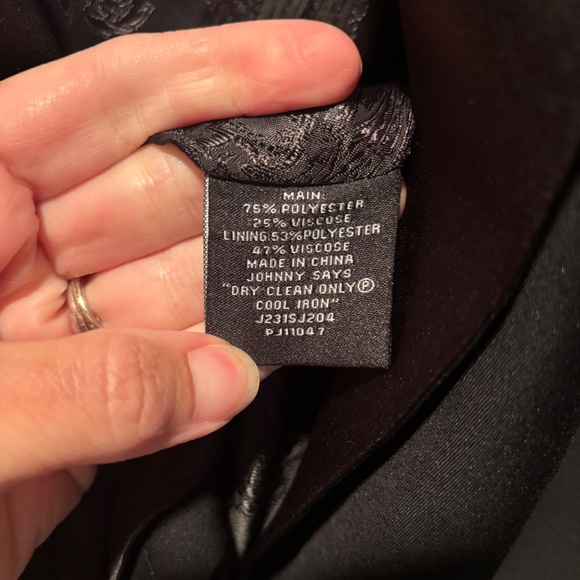 MAIN:
75% POLYESTER
25% VISCOSE
LINING:53%POLYESTER
47% VISCOSE
MADE IN CHINA
JOHNNY SAYS
"DRY CLEAN ONLYⓅ
COOL IRON"
J231SJ204
PJ11047